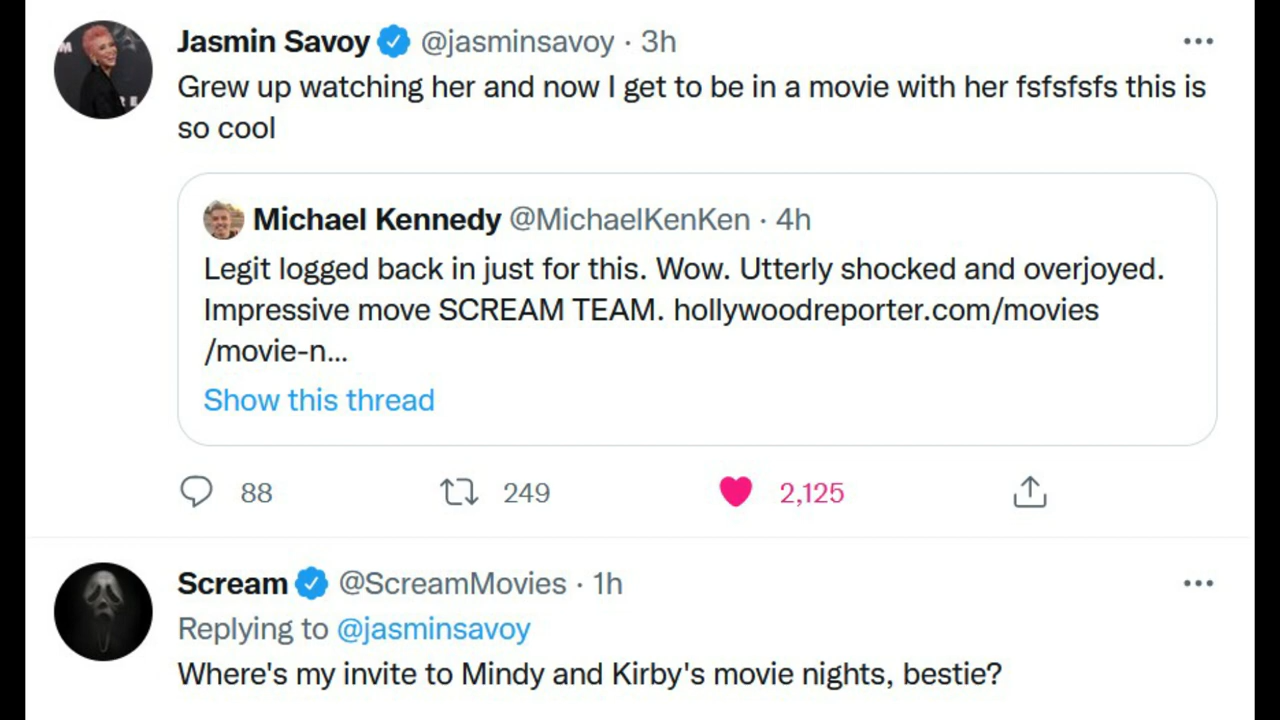 Jasmin Savoy @jasminsavoy · 3h
Grew up watching her and now I get to be in a movie with her fsfsfsfs this is
so cool
Michael Kennedy @MichaelKenKen · 4h
Legit logged back in just for this. Wow. Utterly shocked and overjoyed.
Impressive move SCREAM TEAM. hollywoodreporter.com/movies
/movie-n...
Show this thread
88 249 2,125
Scream @ScreamMovies · 1h
Replying to @jasminsavoy
Where's my invite to Mindy and Kirby's movie nights, bestie?